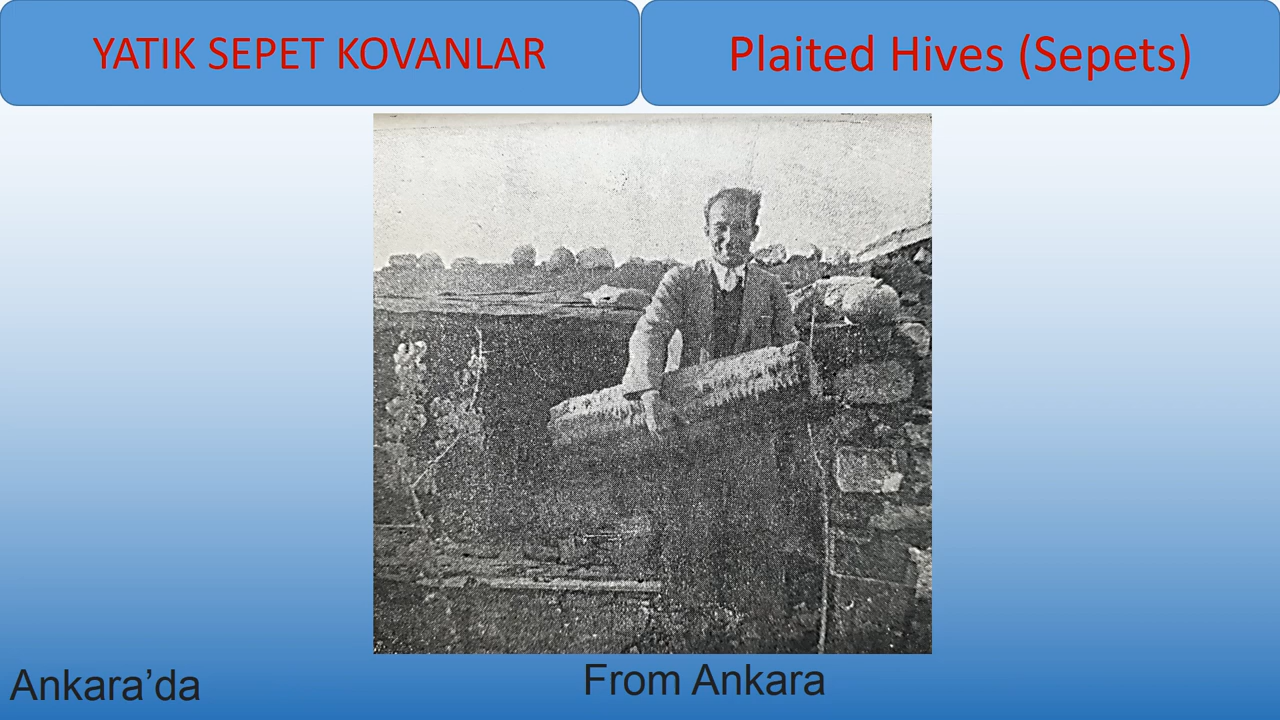 YATIK SEPET KOVANLAR
Plaited Hives (Sepets)
Ankara’da
From Ankara